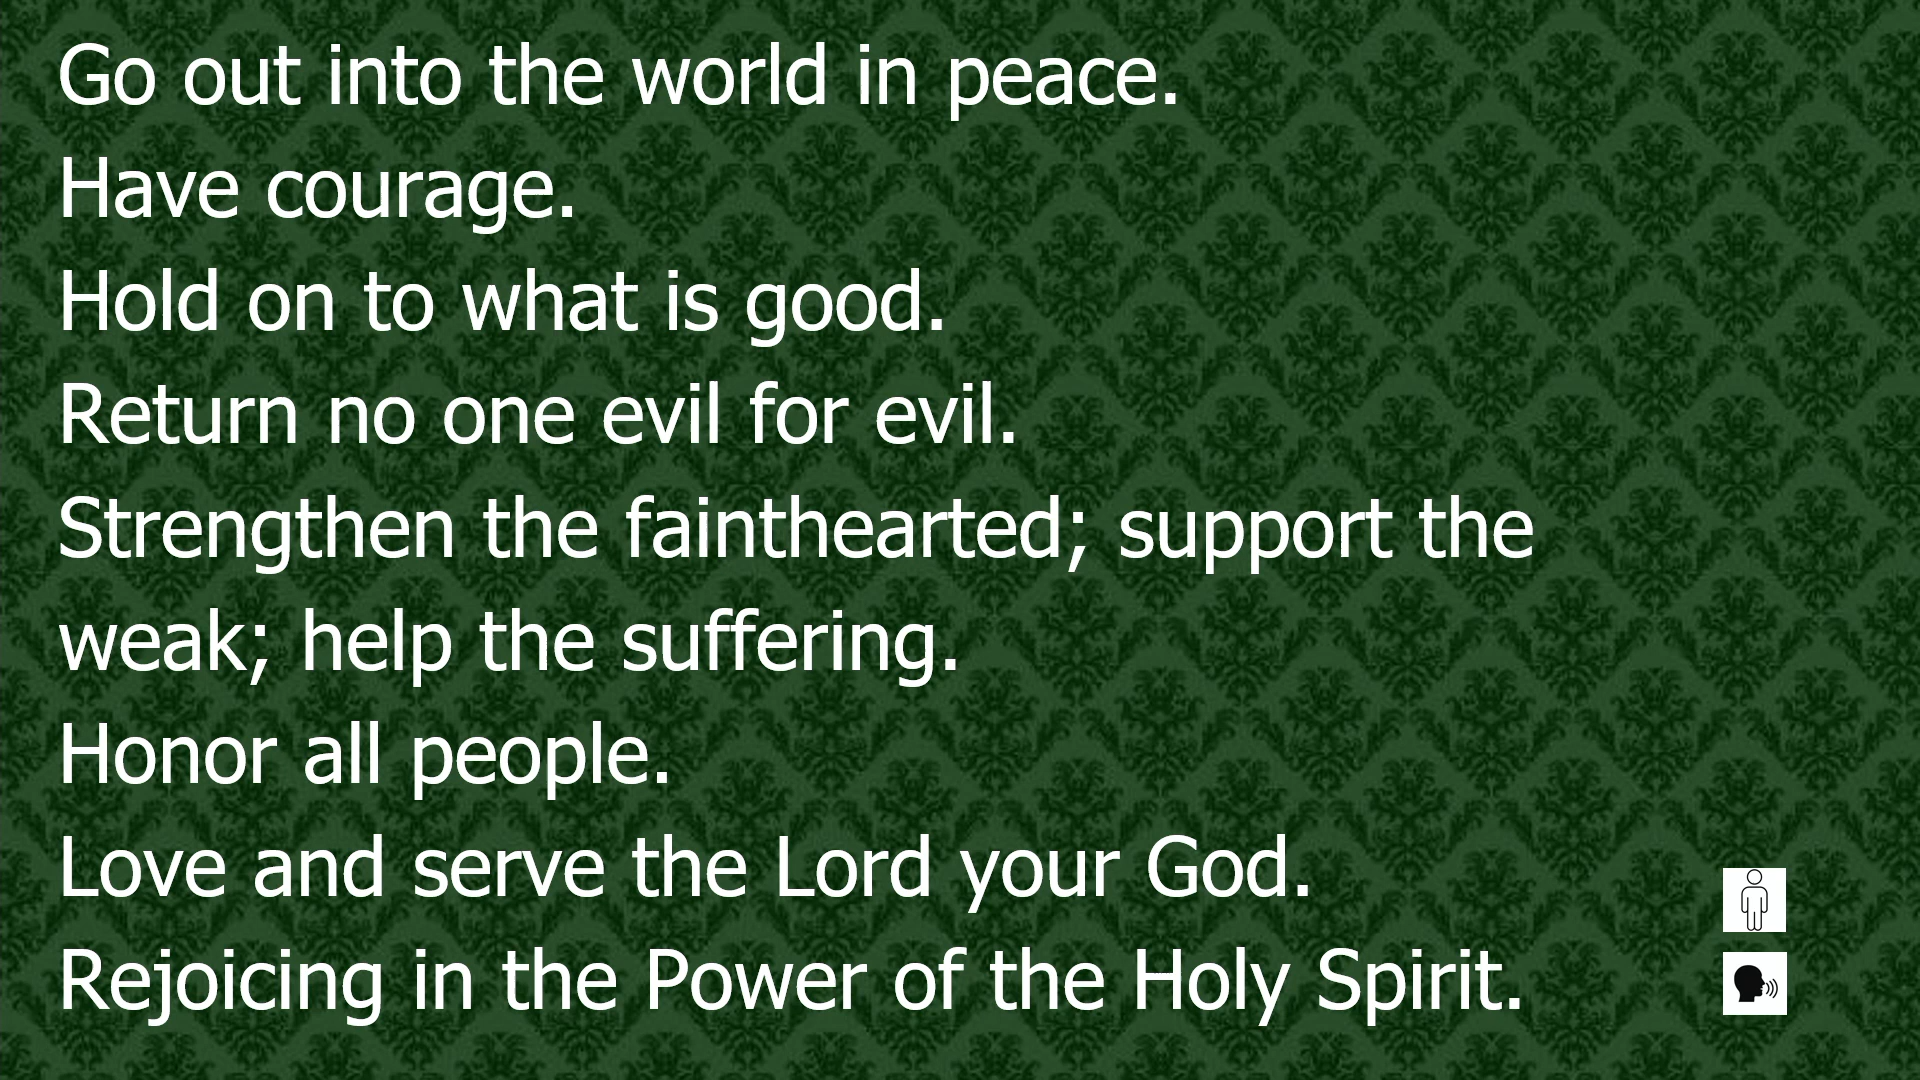 Go out into the world in peace.
Have courage.
Hold on to what is good.
Return no one evil for evil.
Strengthen the fainthearted; support the
weak; help the suffering.
Honor all people.
Love and serve the Lord your God.
Rejoicing in the Power of the Holy Spirit.